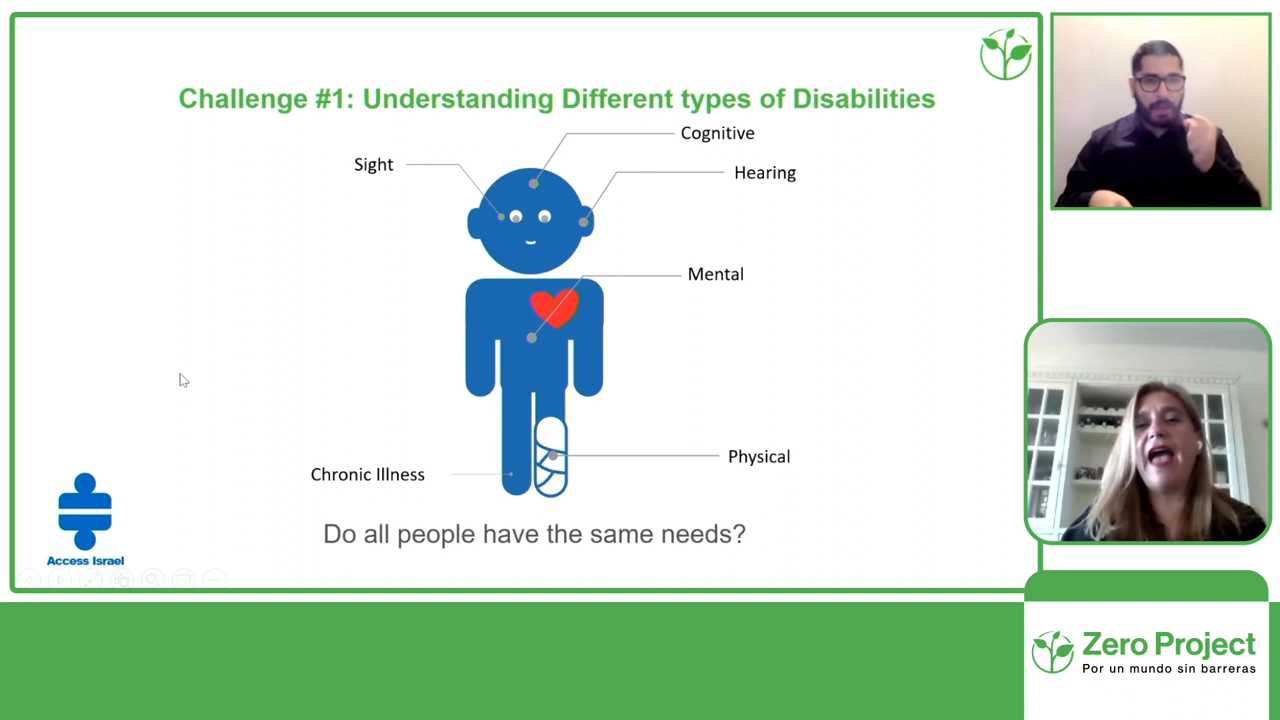 Challenge #1: Understanding Different types of Disabilities
Cognitive
Sight
Hearing
Mental
Physical
Chronic Illness
Do all people have the same needs?
Access Israel
Zero Project
Por un mundo sin barreras